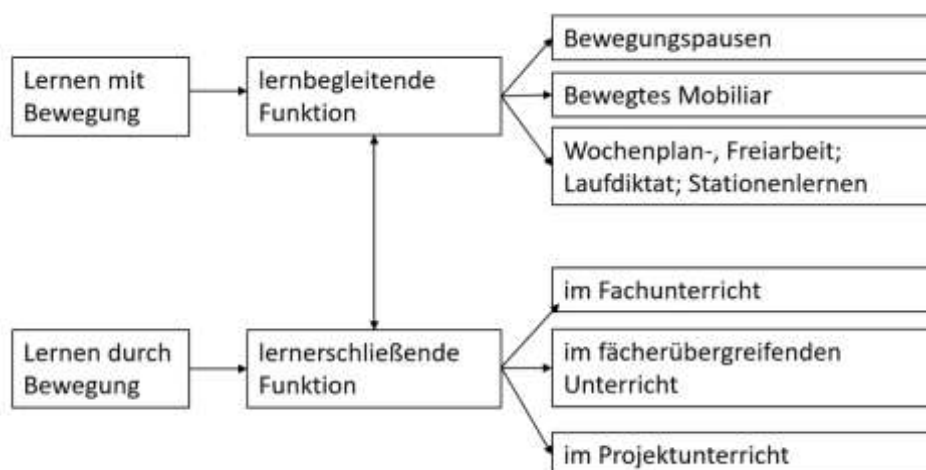 Lernen mit
Bewegung
lernbegleitende
Funktion
Bewegungspausen
Bewegtes Mobiliar
Wochenplan-, Freiarbeit;
Laufdiktat; Stationenlernen
Lernen durch
Bewegung
lernerschließende
Funktion
im Fachunterricht
im fächerübergreifenden
Unterricht
im Projektunterricht